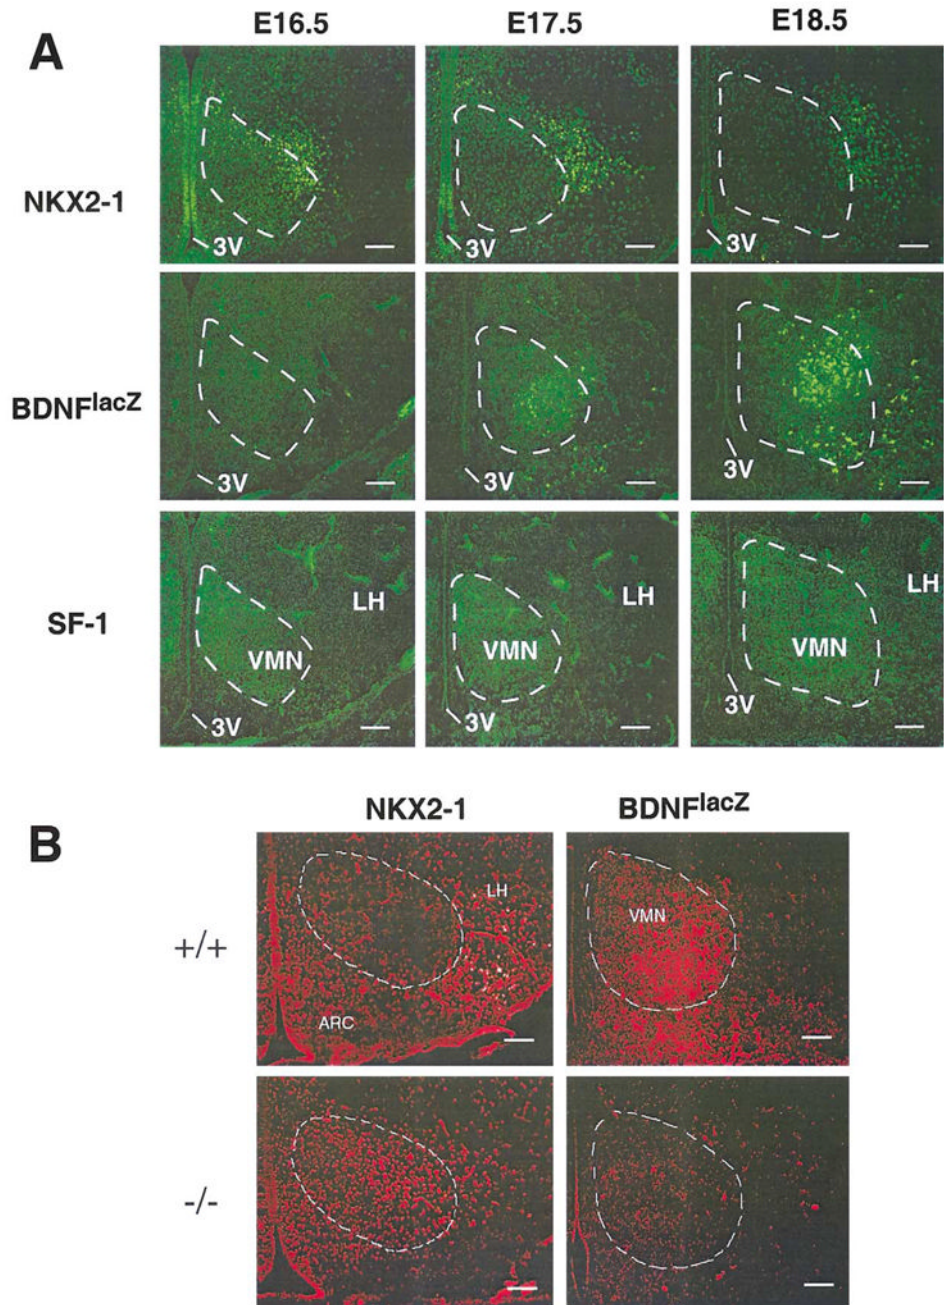 A
E16.5 E17.5 E18.5
NKX2-1
3V 3V 3V
BDNFlacZ
3V 3V 3V
SF-1
LH LH LH
VMN VMN VMN
3V 3V 3V
B
NKX2-1 BDNFlacZ
+/+
LH
VMN
ARC
-/-